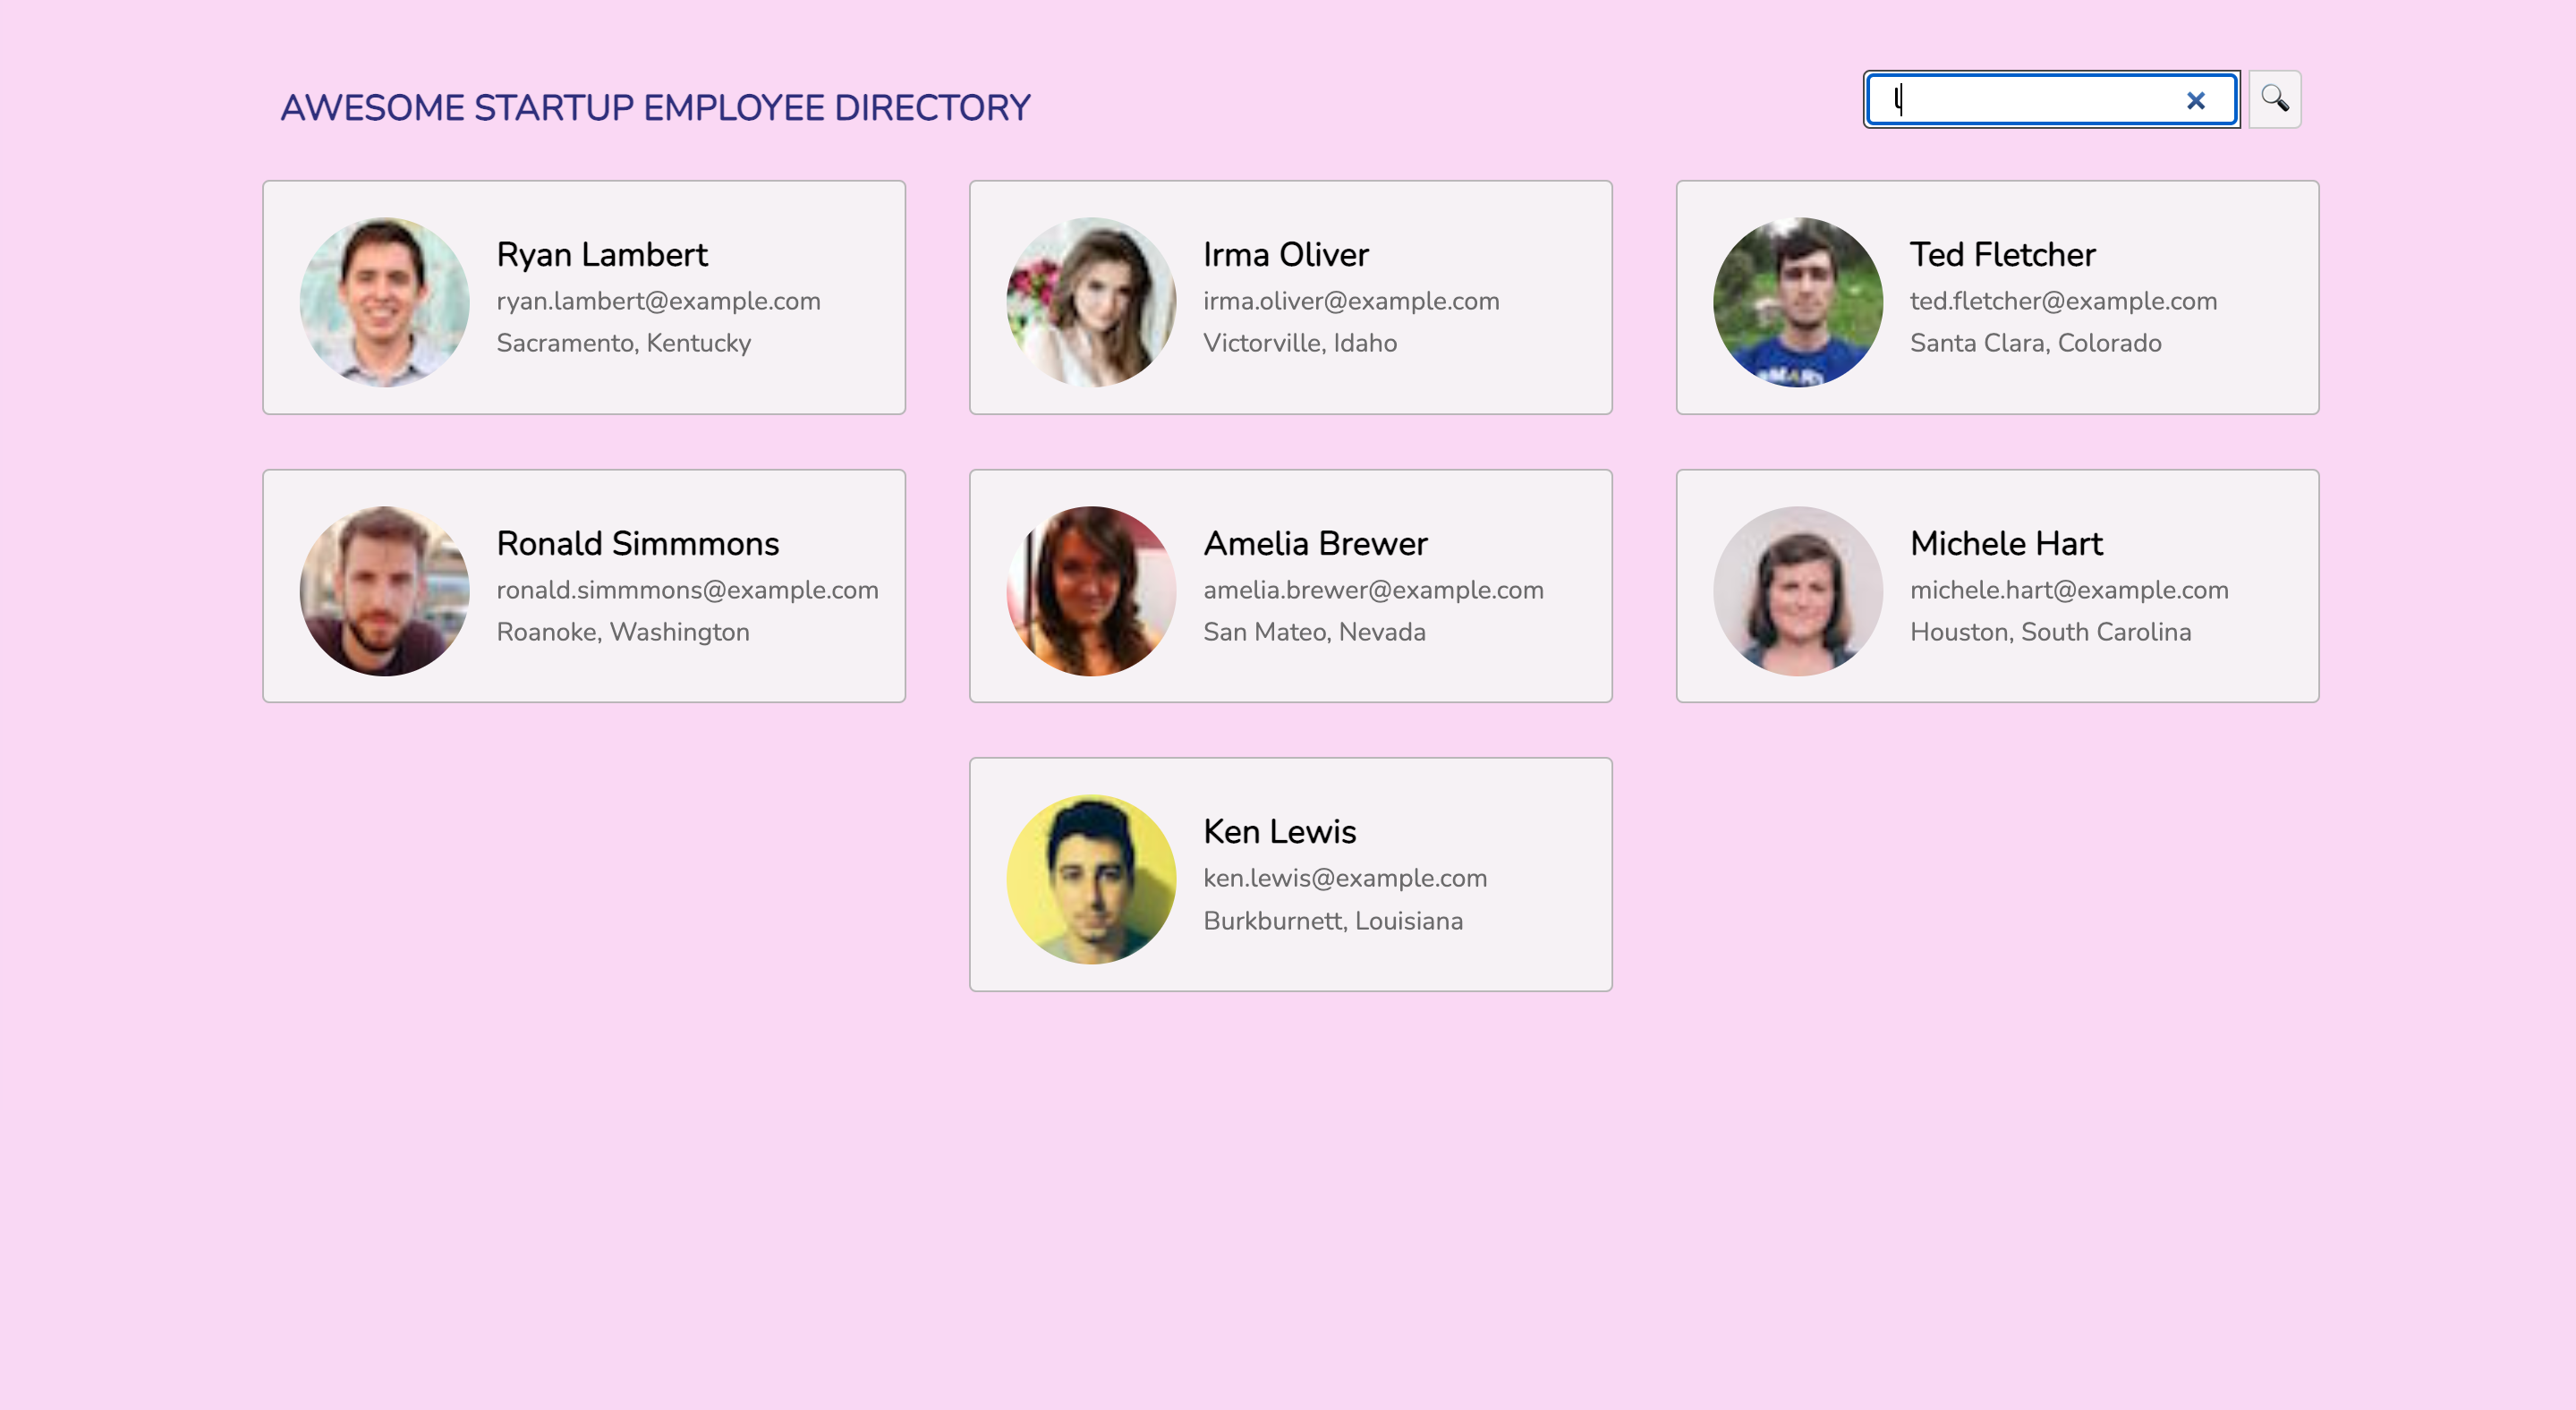 AWESOME STARTUP EMPLOYEE DIRECTORY
l
Ryan Lambert
ryan.lambert@example.com
Sacramento, Kentucky
Irma Oliver
irma.oliver@example.com
Victorville, Idaho
Ted Fletcher
ted.fletcher@example.com
Santa Clara, Colorado
Ronald Simmmons
ronald.simmmons@example.com
Roanoke, Washington
Amelia Brewer
amelia.brewer@example.com
San Mateo, Nevada
Michele Hart
michele.hart@example.com
Houston, South Carolina
Ken Lewis
ken.lewis@example.com
Burkburnett, Louisiana